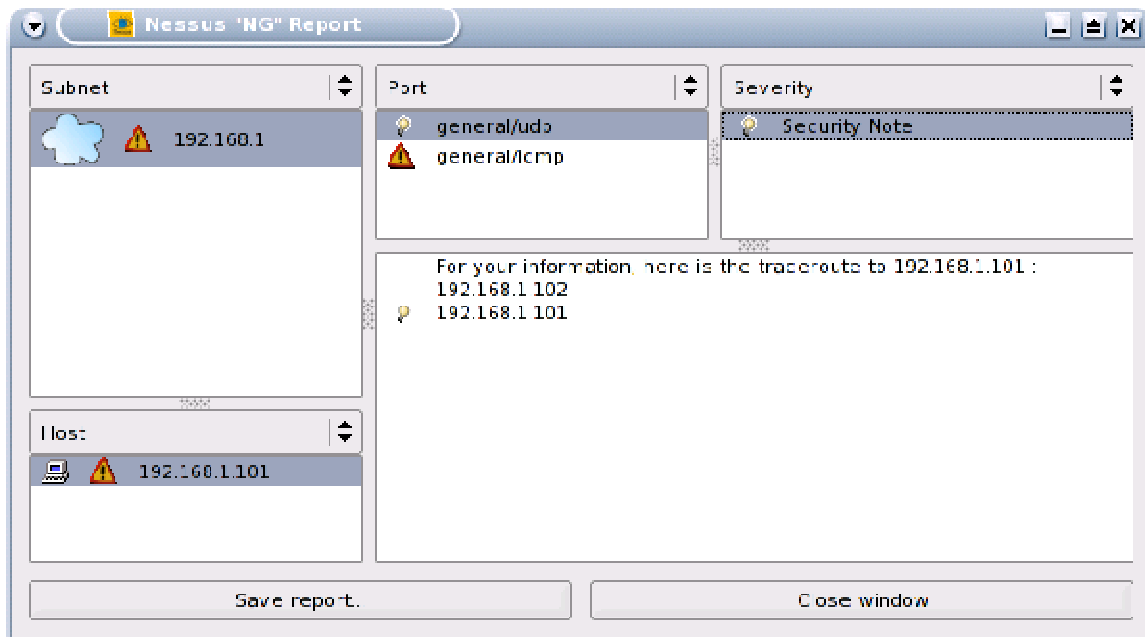 Nessus "NG" Report
Subnet
192.168.1
Port
general/udp
general/icmp
Severity
Security Note
For your information, here is the traceroute to 192.168.1.101 :
192.168.1.102
192.168.1.101
Host
192.168.1.101
Save report..
Close window